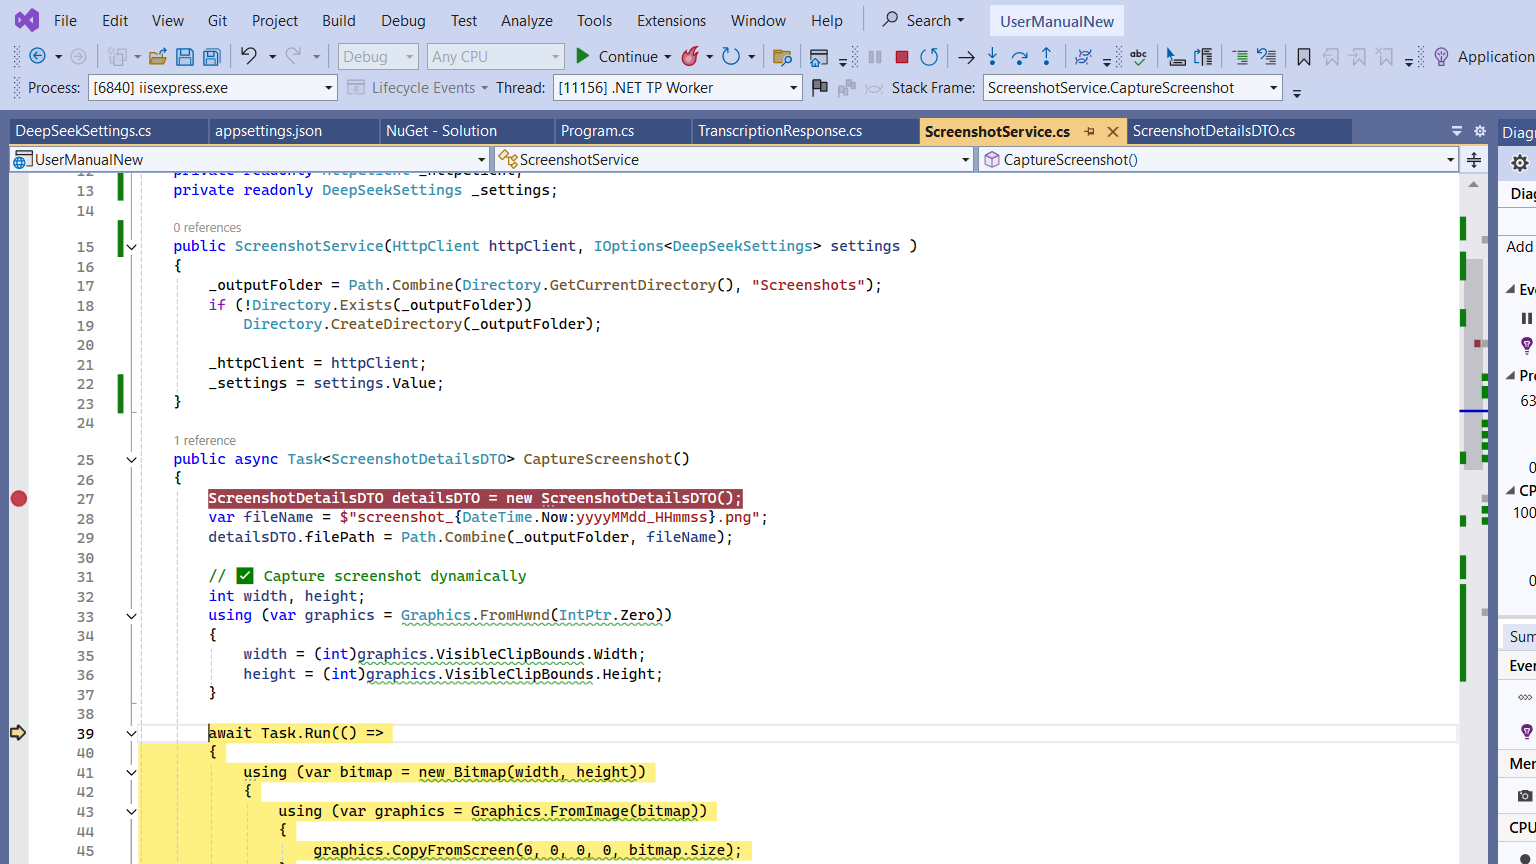 File Edit View Git Project Build Debug Test Analyze Tools Extensions Window Help Search UserManualNew
Debug Any CPU Continue Application
Process: [6840] iisexpress.exe Lifecycle Events Thread: [11156] .NET TP Worker Stack Frame: ScreenshotService.CaptureScreenshot
DeepSeekSettings.cs appsettings.json NuGet - Solution Program.cs TranscriptionResponse.cs ScreenshotService.cs ScreenshotDetailsDTO.cs
UserManualNew ScreenshotService CaptureScreenshot()
12 private readonly HttpClient _httpClient;
13 private readonly DeepSeekSettings _settings;
14
0 references
15 public ScreenshotService(HttpClient httpClient, IOptions<DeepSeekSettings> settings )
16 {
17 _outputFolder = Path.Combine(Directory.GetCurrentDirectory(), "Screenshots");
18 if (!Directory.Exists(_outputFolder))
19 Directory.CreateDirectory(_outputFolder);
20
21 _httpClient = httpClient;
22 _settings = settings.Value;
23 }
24
1 reference
25 public async Task<ScreenshotDetailsDTO> CaptureScreenshot()
26 {
27 ScreenshotDetailsDTO detailsDTO = new ScreenshotDetailsDTO();
28 var fileName = $"screenshot_{DateTime.Now:yyyyMMdd_HHmmss}.png";
29 detailsDTO.filePath = Path.Combine(_outputFolder, fileName);
30
31 // ✅ Capture screenshot dynamically
32 int width, height;
33 using (var graphics = Graphics.FromHwnd(IntPtr.Zero))
34 {
35 width = (int)graphics.VisibleClipBounds.Width;
36 height = (int)graphics.VisibleClipBounds.Height;
37 }
38
39 await Task.Run(() =>
40 {
41 using (var bitmap = new Bitmap(width, height))
42 {
43 using (var graphics = Graphics.FromImage(bitmap))
44 {
45 graphics.CopyFromScreen(0, 0, 0, 0, bitmap.Size);
Diagn
Diag
Add
Eve
Pro
63
0
CP
100
0
Sum
Even
Mem
CPU